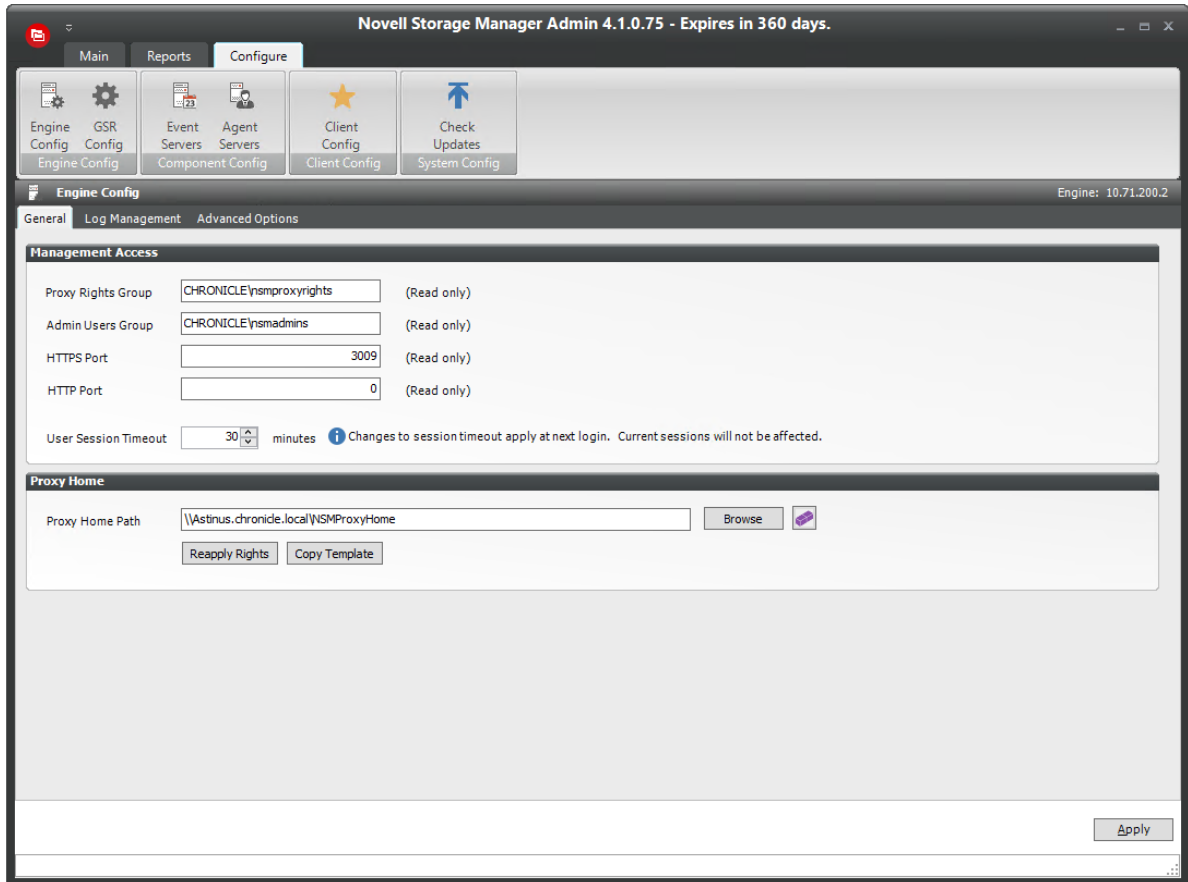 Novell Storage Manager Admin 4.1.0.75 - Expires in 360 days.
Main Reports Configure
23
Engine Config GSR Config Event Servers Agent Servers Client Config Check Updates
Engine Config Component Config Client Config System Config
Engine Config Engine: 10.71.200.2
General Log Management Advanced Options
Management Access
Proxy Rights Group CHRONICLE\nsmproxyrights (Read only)
Admin Users Group CHRONICLE\nsmadmins (Read only)
HTTPS Port 3009 (Read only)
HTTP Port 0 (Read only)
User Session Timeout 30 minutes Changes to session timeout apply at next login. Current sessions will not be affected.
Proxy Home
Proxy Home Path \\Astinus.chronicle.local\NSMProxyHome Browse
Reapply Rights Copy Template
Apply